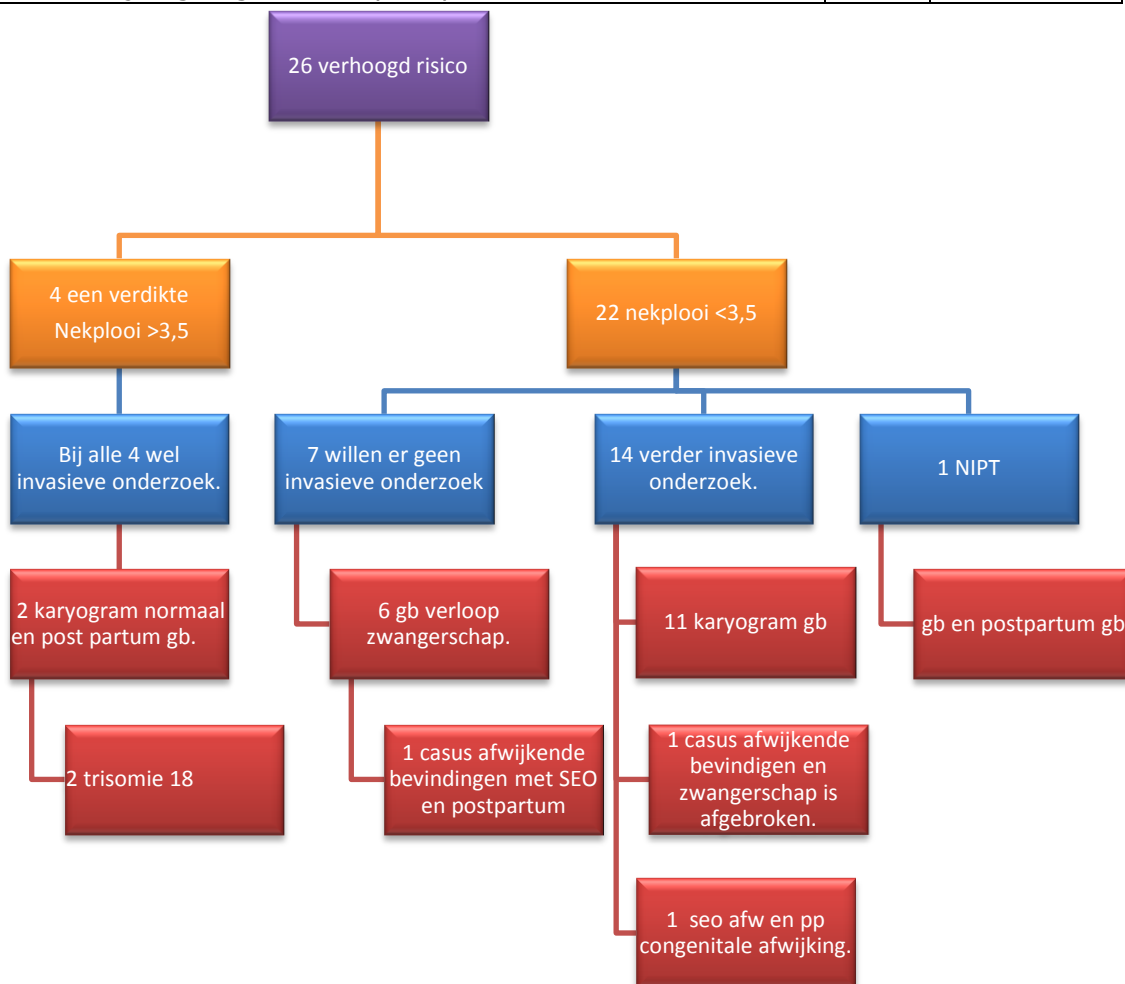 26 verhoogd risico
4 een verdikte
Nekplooi >3,5
22 nekplooi <3,5
Bij alle 4 wel
invasieve onderzoek.
7 willen er geen
invasieve onderzoek
14 verder invasieve
onderzoek.
1 NIPT
2 karyogram normaal
en post partum gb.
6 gb verloop
zwangerschap.
11 karyogram gb
gb en postpartum gb
2 trisomie 18
1 casus afwijkende
bevindingen met SEO
en postpartum
1 casus afwijkende
bevindigen en
zwangerschap is
afgebroken.
1 seo afw en pp
congenitale afwijking.